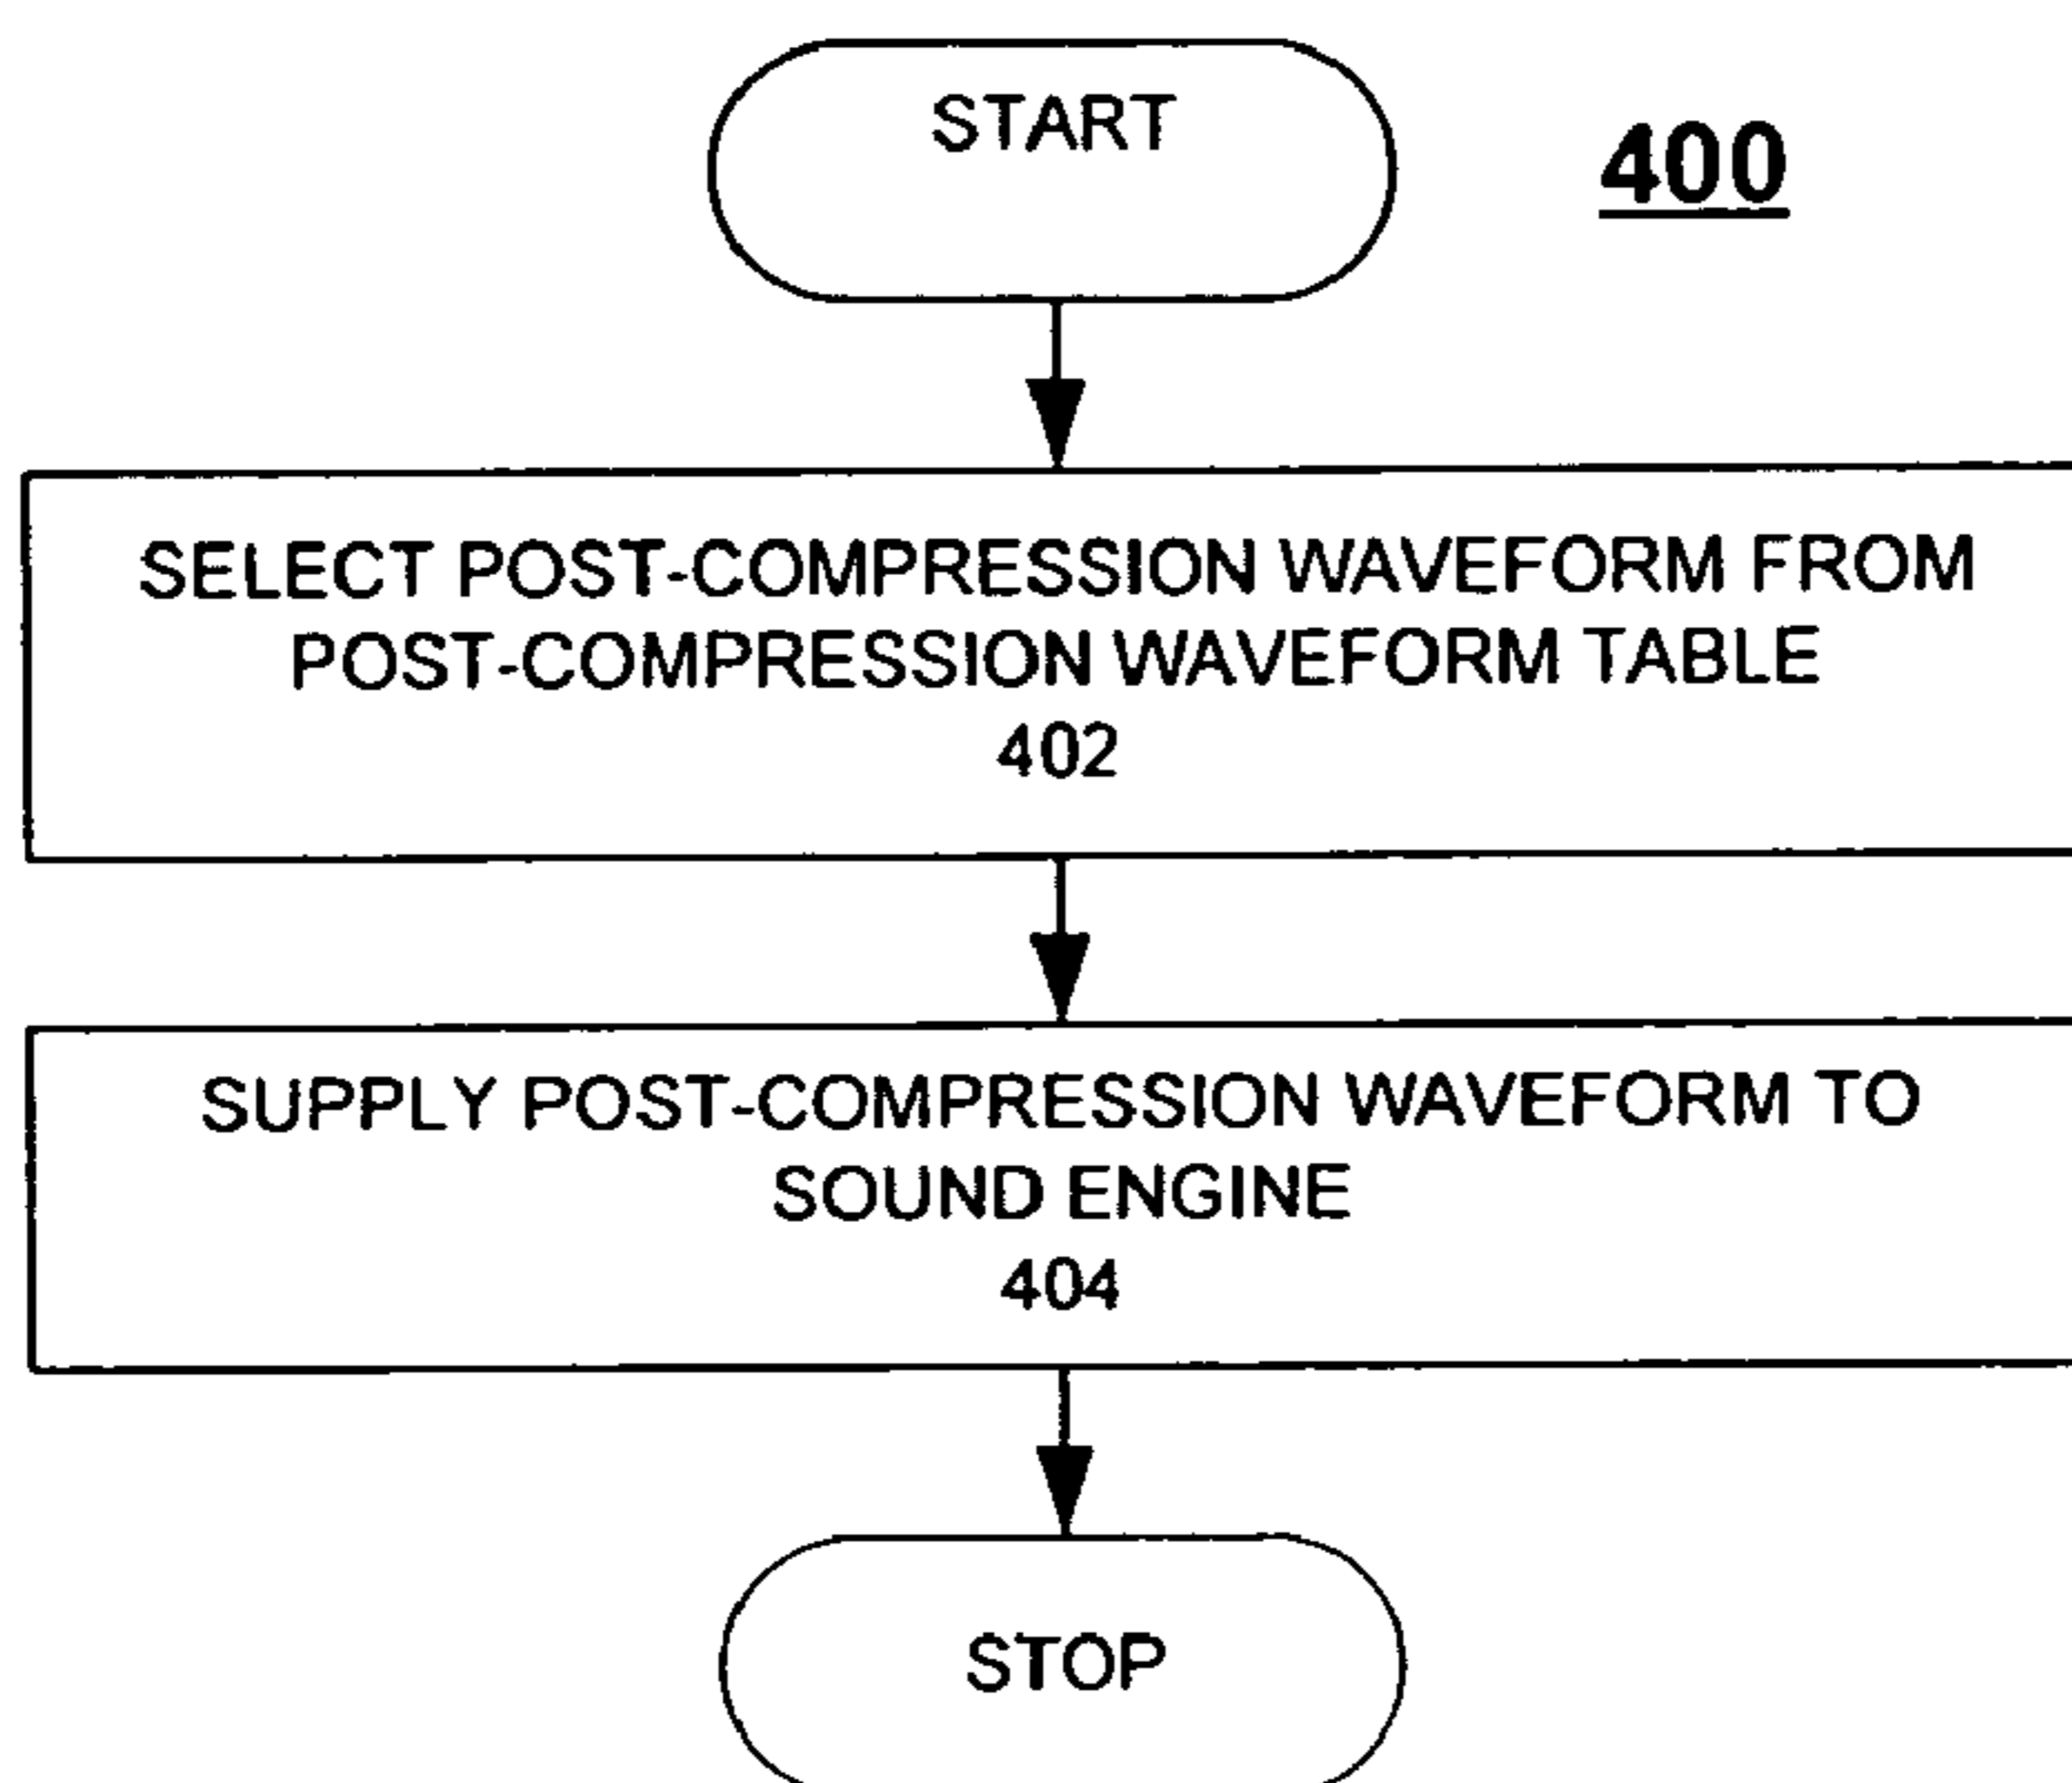 START
400
SELECT POST-COMPRESSION WAVEFORM FROM
POST-COMPRESSION WAVEFORM TABLE
402
SUPPLY POST-COMPRESSION WAVEFORM TO
SOUND ENGINE
404
STOP